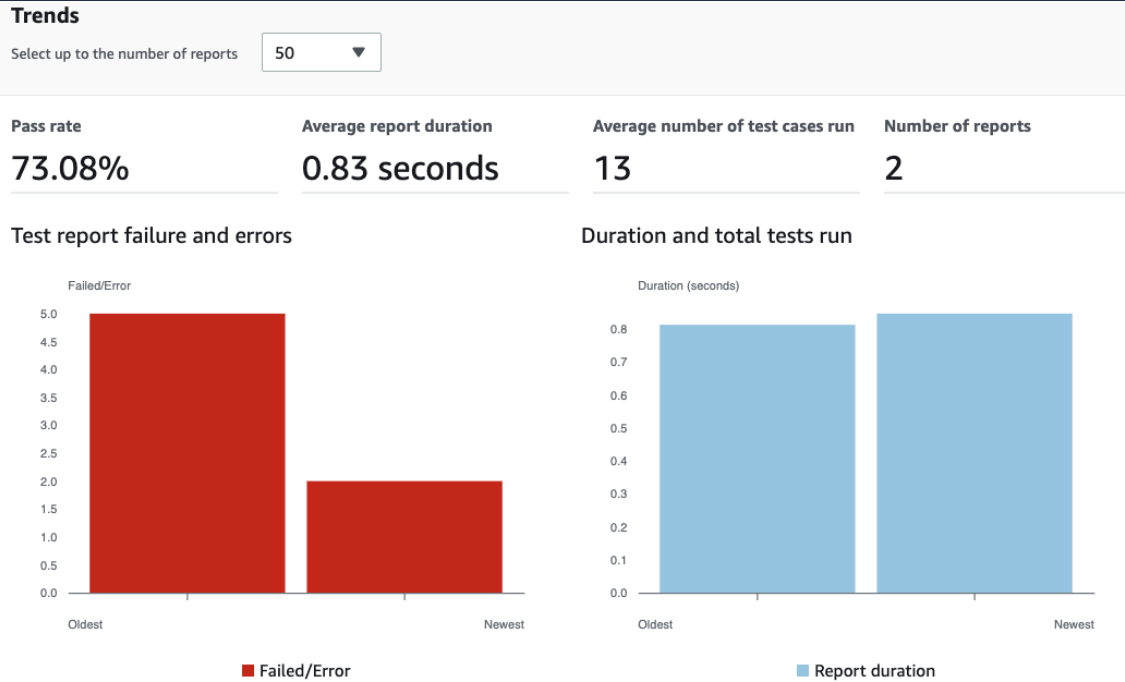 Trends
Select up to the number of reports
50
Pass rate
Average report duration
Average number of test cases run
Number of reports
73.08%
0.83 seconds
13
2
Test report failure and errors
Duration and total tests run
Failed/Error
5.0
4.5
4.0
3.5
3.0
2.5
2.0
1.5
1.0
0.5
0.0
Oldest
Newest
Failed/Error
Duration (seconds)
0.8
0.7
0.6
0.5
0.4
0.3
0.2
0.1
0.0
Oldest
Newest
Report duration